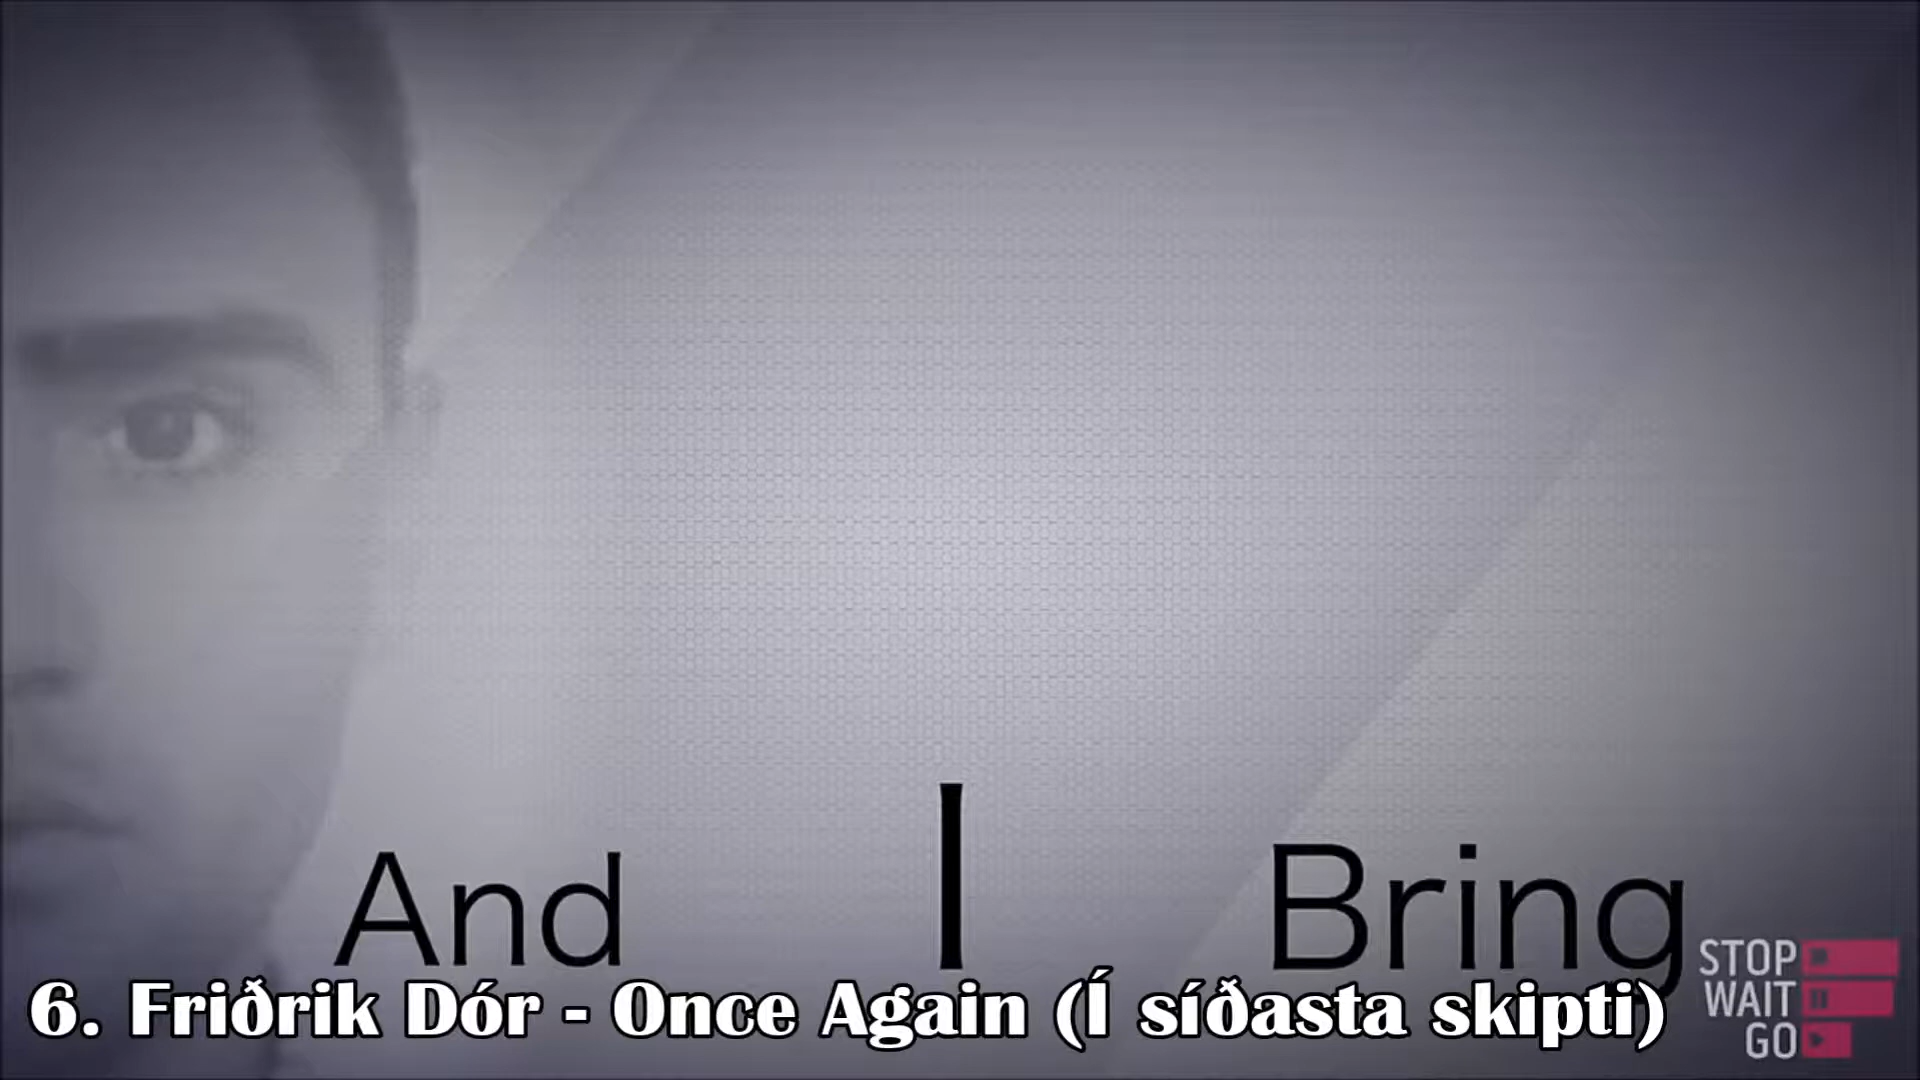 And I Bring
6. Friðrik Dór - Once Again (Í síðasta skipti)
STOP
WAIT
GO